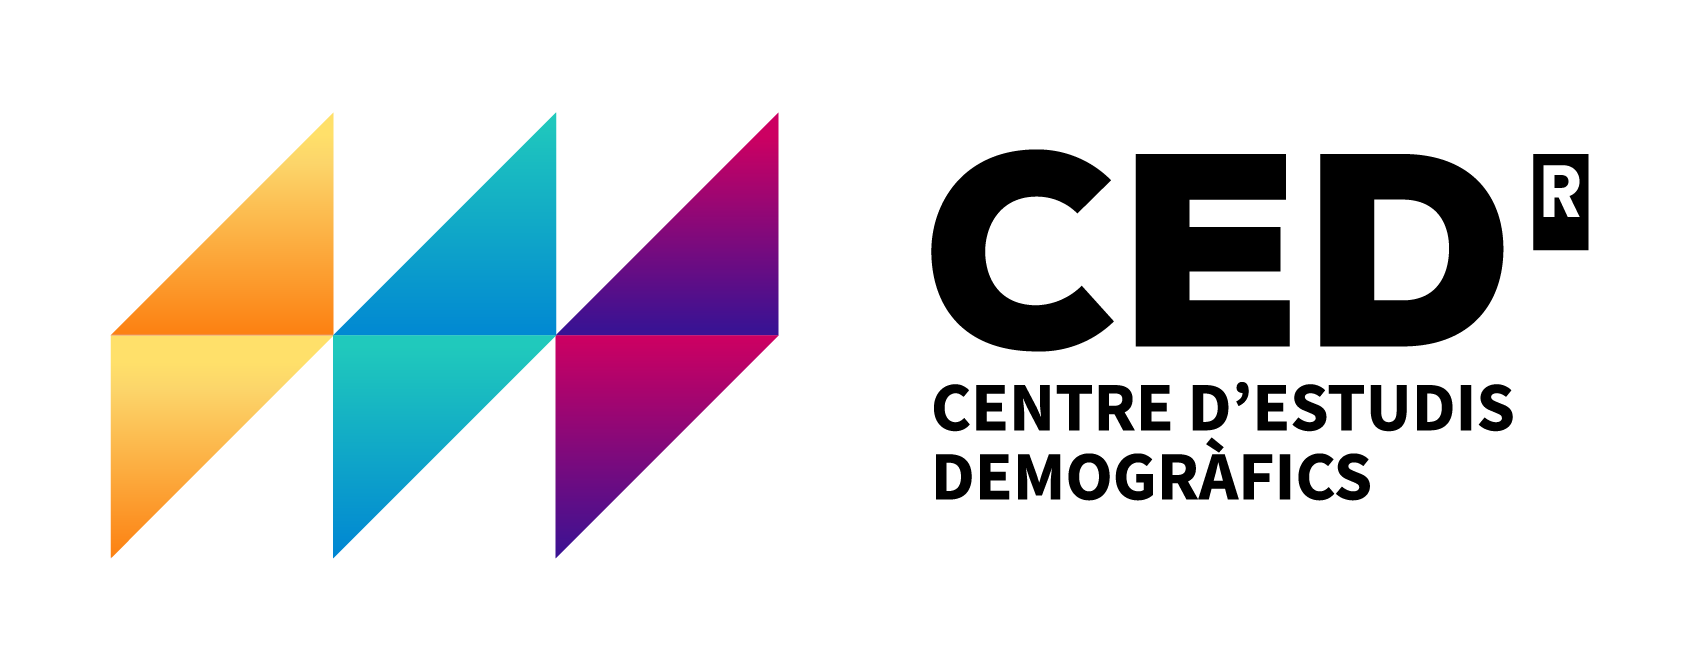 CED R
CENTRE D’ESTUDIS
DEMOGRÀFICS